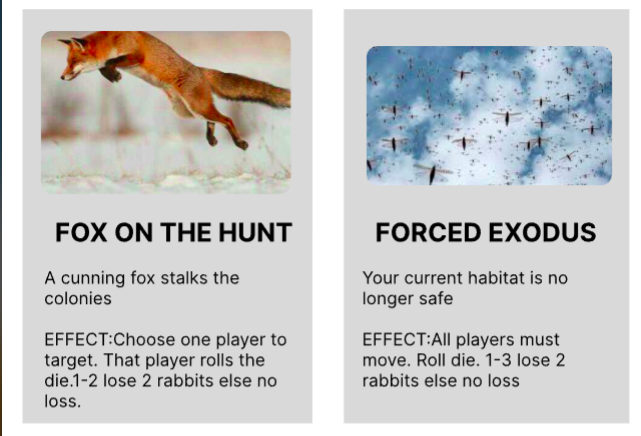 FOX ON THE HUNT
A cunning fox stalks the
colonies
EFFECT:Choose one player to
target. That player rolls the
die.1-2 lose 2 rabbits else no
loss.
FORCED EXODUS
Your current habitat is no
longer safe
EFFECT:All players must
move. Roll die. 1-3 lose 2
rabbits else no loss